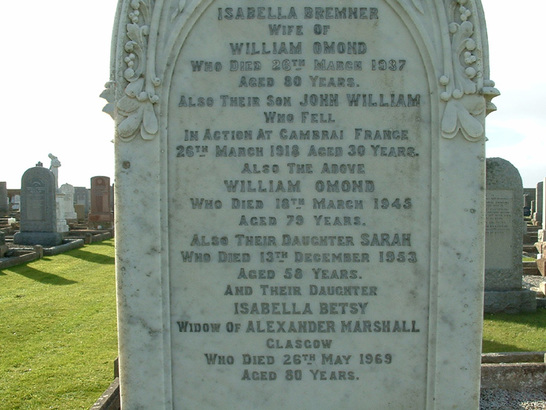 ISABELLA BREMNER
WIFE OF
WILLIAM OMOND
WHO DIED 26TH MARCH 1937
AGED 80 YEARS.
ALSO THEIR SON JOHN WILLIAM
WHO FELL
IN ACTION AT CAMBRAI FRANCE
26TH MARCH 1918 AGED 30 YEARS.
ALSO THE ABOVE
WILLIAM OMOND
WHO DIED 18TH MARCH 1945
AGED 79 YEARS.
ALSO THEIR DAUGHTER SARAH
WHO DIED 13TH DECEMBER 1953
AGED 58 YEARS.
AND THEIR DAUGHTER
ISABELLA BETSY
WIDOW OF ALEXANDER MARSHALL
GLASGOW
WHO DIED 26TH MAY 1969
AGED 80 YEARS.